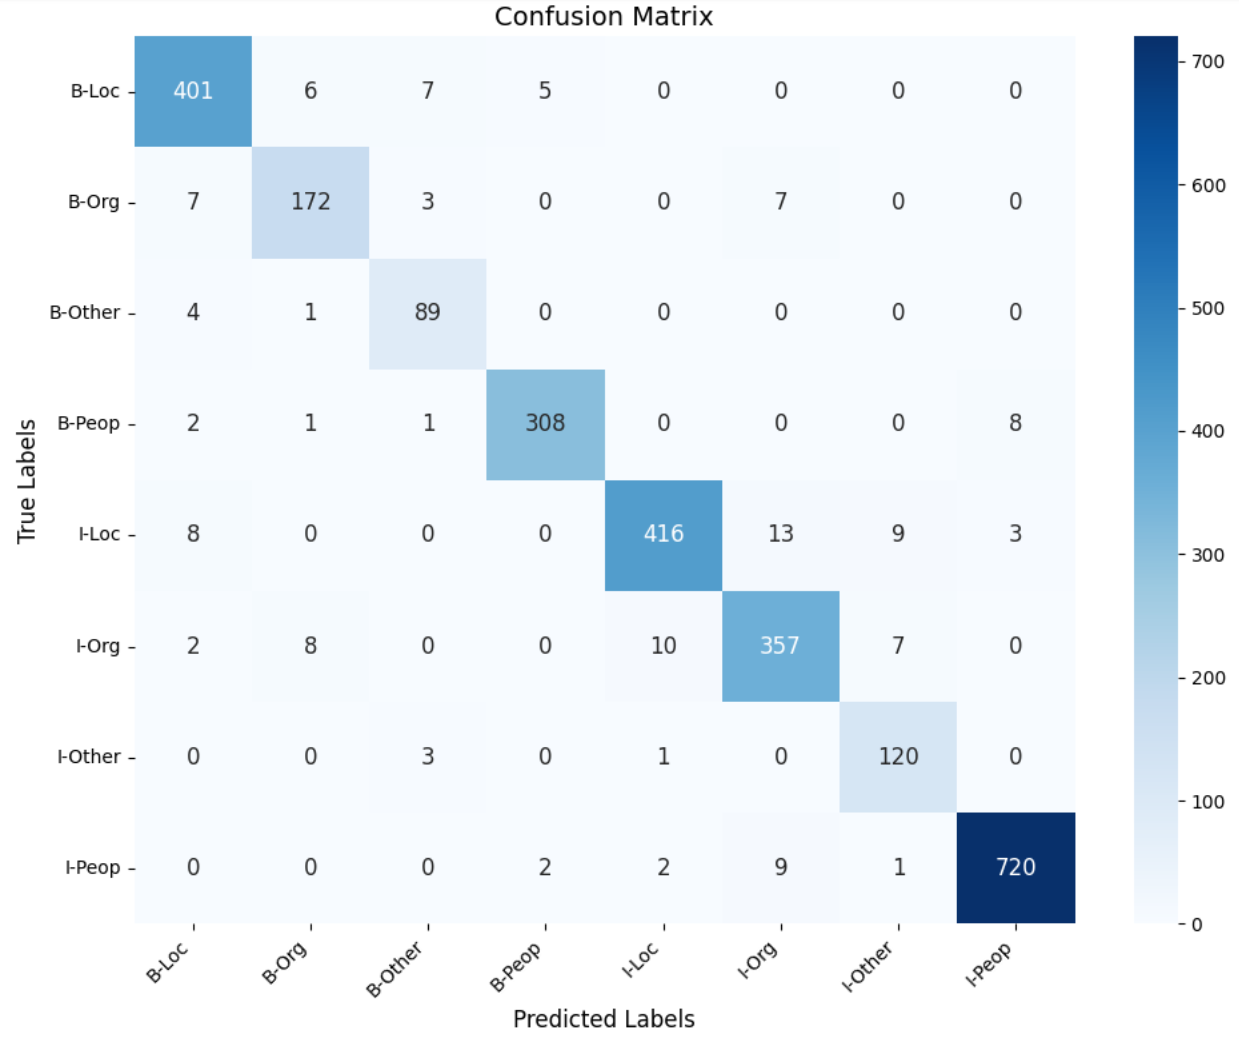 Confusion Matrix
True Labels
B-Loc 401 6 7 5 0 0 0 0
B-Org 7 172 3 0 0 7 0 0
B-Other 4 1 89 0 0 0 0 0
B-Peop 2 1 1 308 0 0 0 8
I-Loc 8 0 0 0 416 13 9 3
I-Org 2 8 0 0 10 357 7 0
I-Other 0 0 3 0 1 0 120 0
I-Peop 0 0 0 2 2 9 1 720
B-Loc B-Org B-Other B-Peop I-Loc I-Org I-Other I-Peop
Predicted Labels
700
600
500
400
300
200
100
0